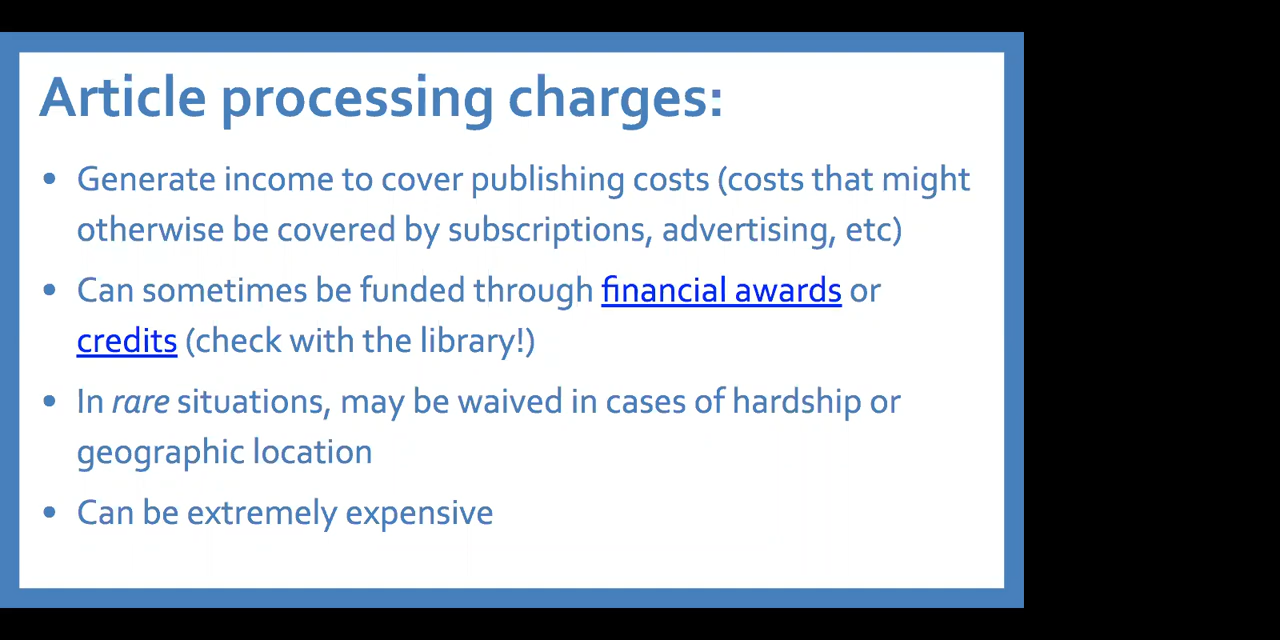 Article processing charges:
• Generate income to cover publishing costs (costs that might
otherwise be covered by subscriptions, advertising, etc)
• Can sometimes be funded through financial awards or
credits (check with the library!)
• In rare situations, may be waived in cases of hardship or
geographic location
• Can be extremely expensive